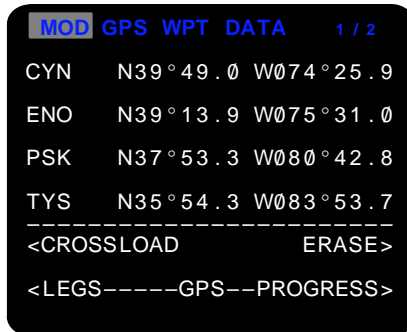 MOD GPS WPT DATA 1 / 2
CYN N39°49.0 W074°25.9
ENO N39°13.9 W075°31.0
PSK N37°53.3 W080°42.8
TYS N35°54.3 W083°53.7
------------------------
<CROSSLOAD ERASE>
<LEGS-----GPS--PROGRESS>